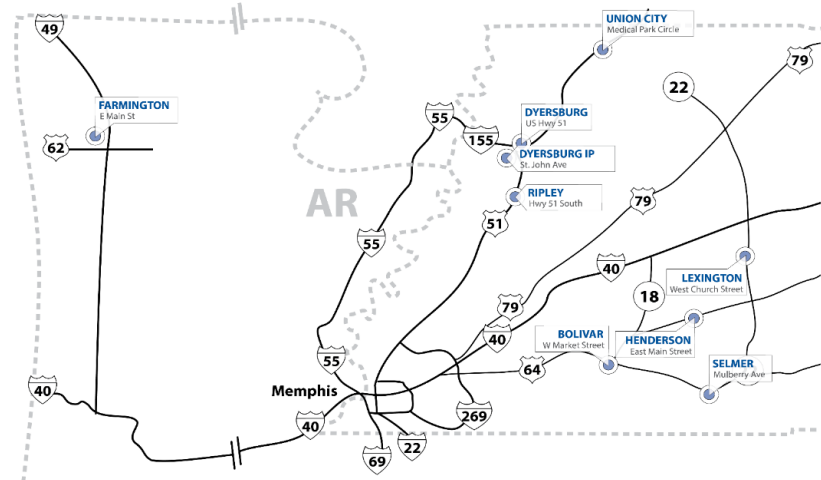 49
FARMINGTON
E Main St
62
40
UNION CITY
Medical Park Circle
79
22
55
155
DYERSBURG
US Hwy 51
DYERSBURG IP
St. John Ave
RIPLEY
Hwy 51 South
AR
51
79
55
40
LEXINGTON
West Church Street
18
79
40
BOLIVAR
W Market Street
HENDERSON
East Main Street
55
64
SELMER
Mulberry Ave
Memphis
40
269
22
69